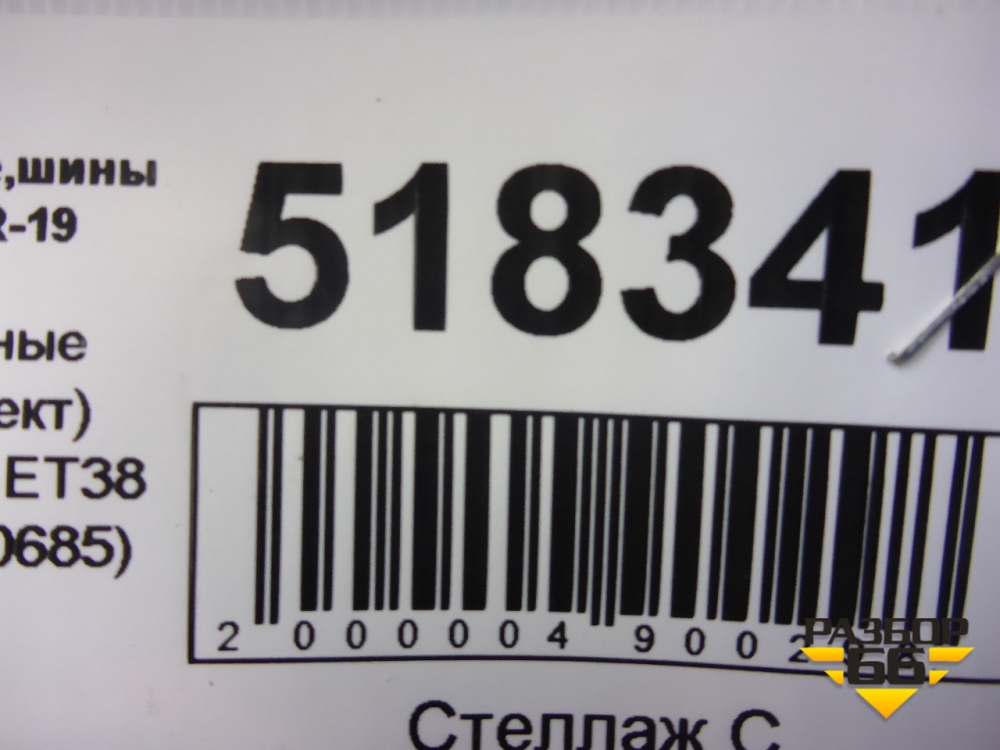 ,шины
R-19
518341
ные
ект)
ET38
0685)
2 000004 9002
РАЗБОР
66
Стеллаж С